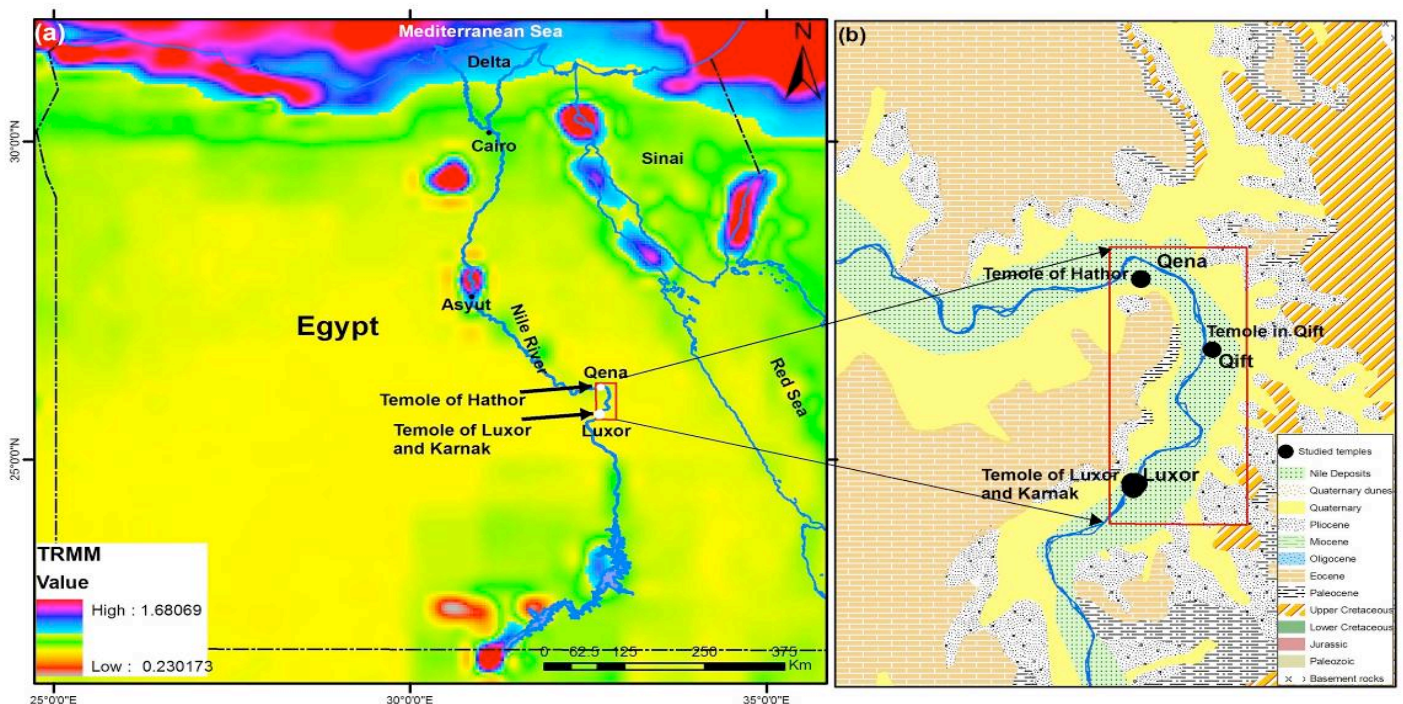 (a)
Mediterranean Sea
N
Delta
30°0'0"N
Cairo
Sinai
Asyut
Nile River
Egypt
Red Sea
Qena
Temole of Hathor
Temole of Luxor
and Karnak
Luxor
25°0'0"N
TRMM
Value
High : 1.68069
Low : 0.230173
0 62.5 125 250 375
Km
25°0'0"E
30°0'0"E
35°0'0"E
(b)
Qena
Temole of Hathor
Temole in Qift
Qift
Temole of Luxor
and Karnak
Luxor
Studied temples
Nile Deposits
Quaternary dunes
Quaternary
Pliocene
Miocene
Oligocene
Eocene
Paleocene
Upper Cretaceous
Lower Cretaceous
Jurassic
Paleozoic
Basement rocks